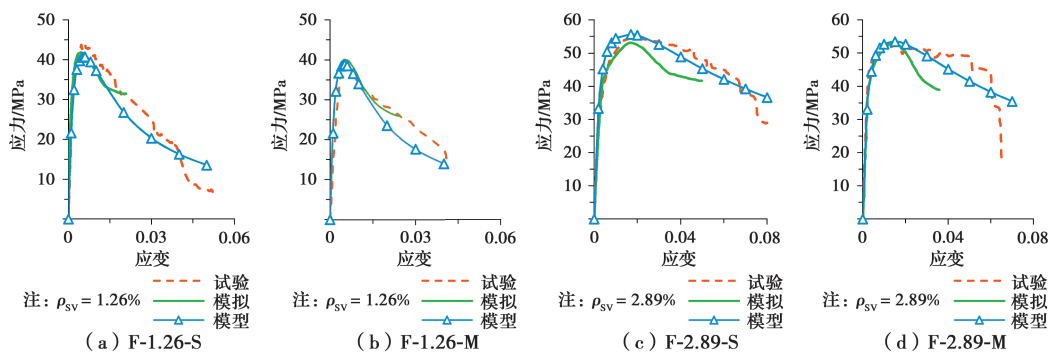 50
40
30
20
10
0
0.03
0.06
应力/MPa
应变
试验
注：ρsv＝1.26% 模拟
模型
（a）F-1.26-S
50
40
30
20
10
0
0.03
0.06
应力/MPa
应变
试验
注：ρsv＝1.26% 模拟
模型
（b）F-1.26-M
60
50
40
30
20
10
0
0.04
0.08
应力/MPa
应变
试验
注：ρsv＝2.89% 模拟
模型
（c）F-2.89-S
60
50
40
30
20
10
0
0.04
0.08
应力/MPa
应变
试验
注：ρsv＝2.89% 模拟
模型
（d）F-2.89-M